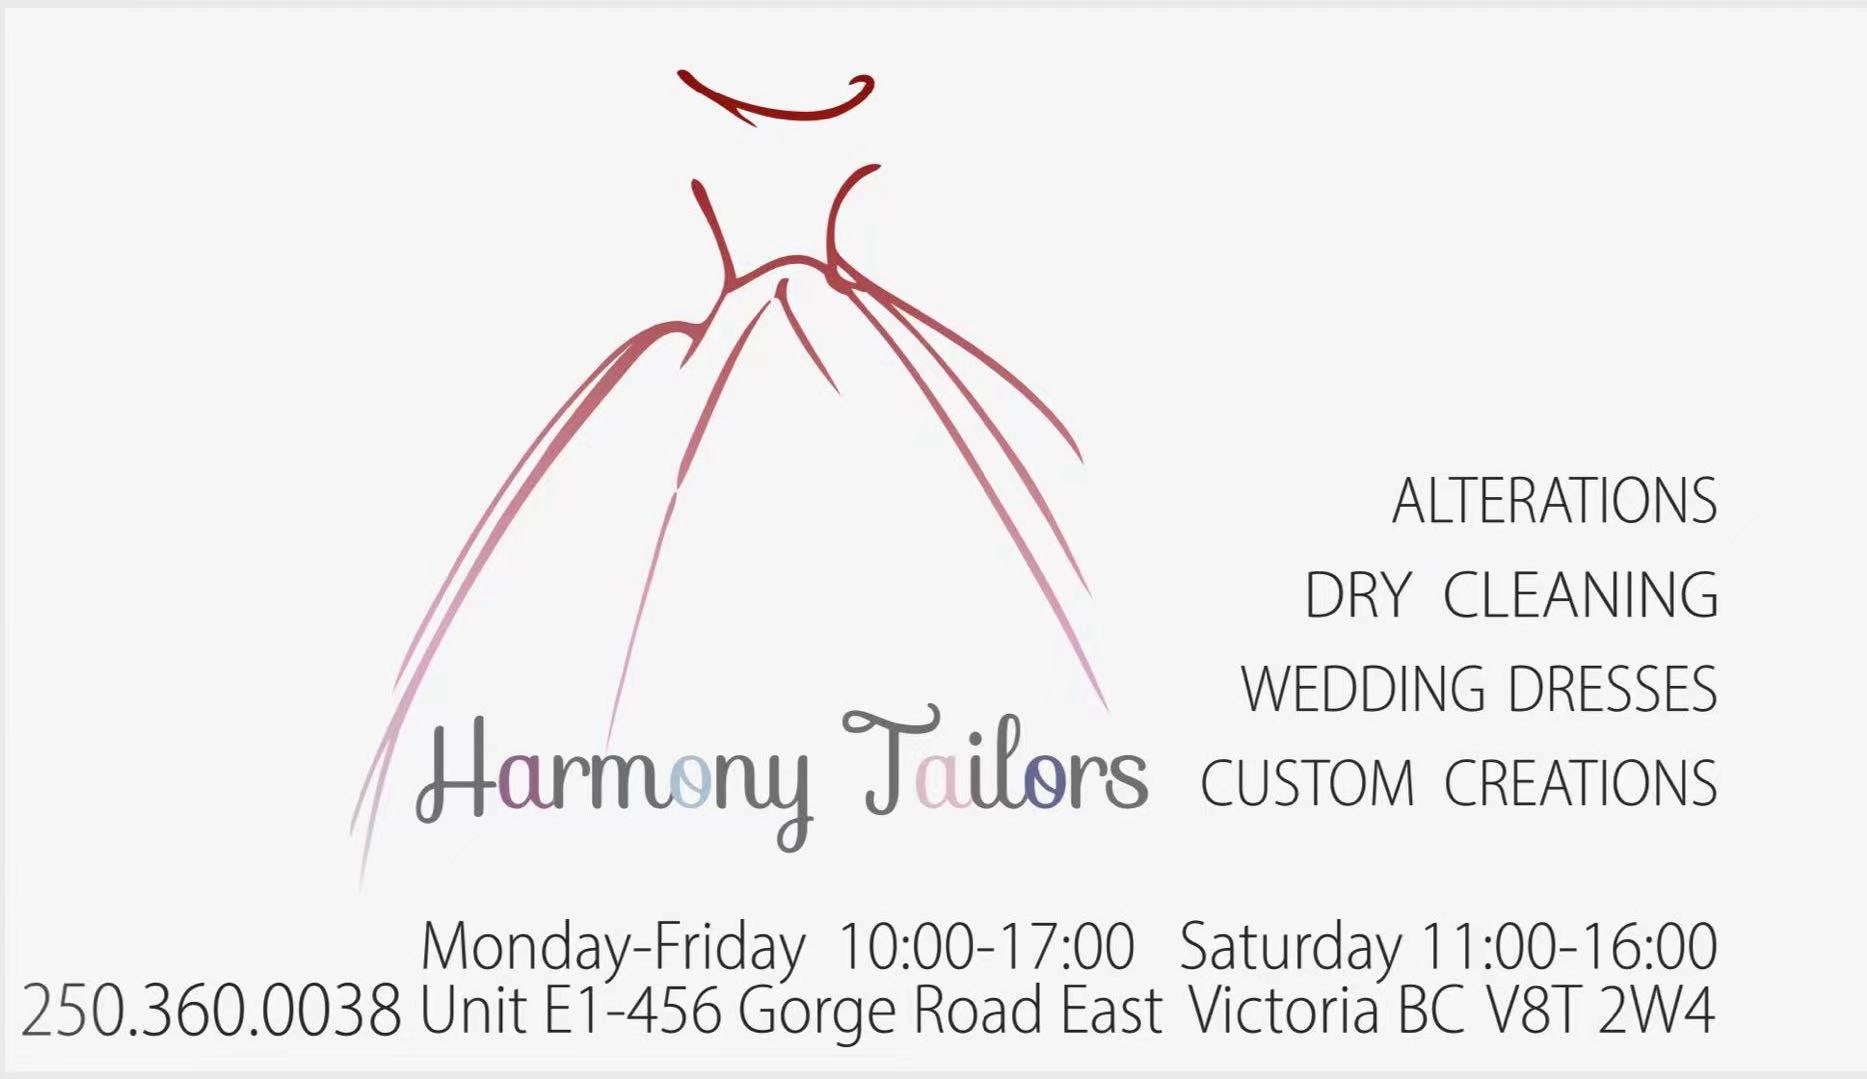 ALTERATIONS
DRY CLEANING
WEDDING DRESSES
Harmony Tailors
CUSTOM CREATIONS
Monday-Friday 10:00-17:00 Saturday 11:00-16:00
250.360.0038 Unit E1-456 Gorge Road East Victoria BC V8T 2W4